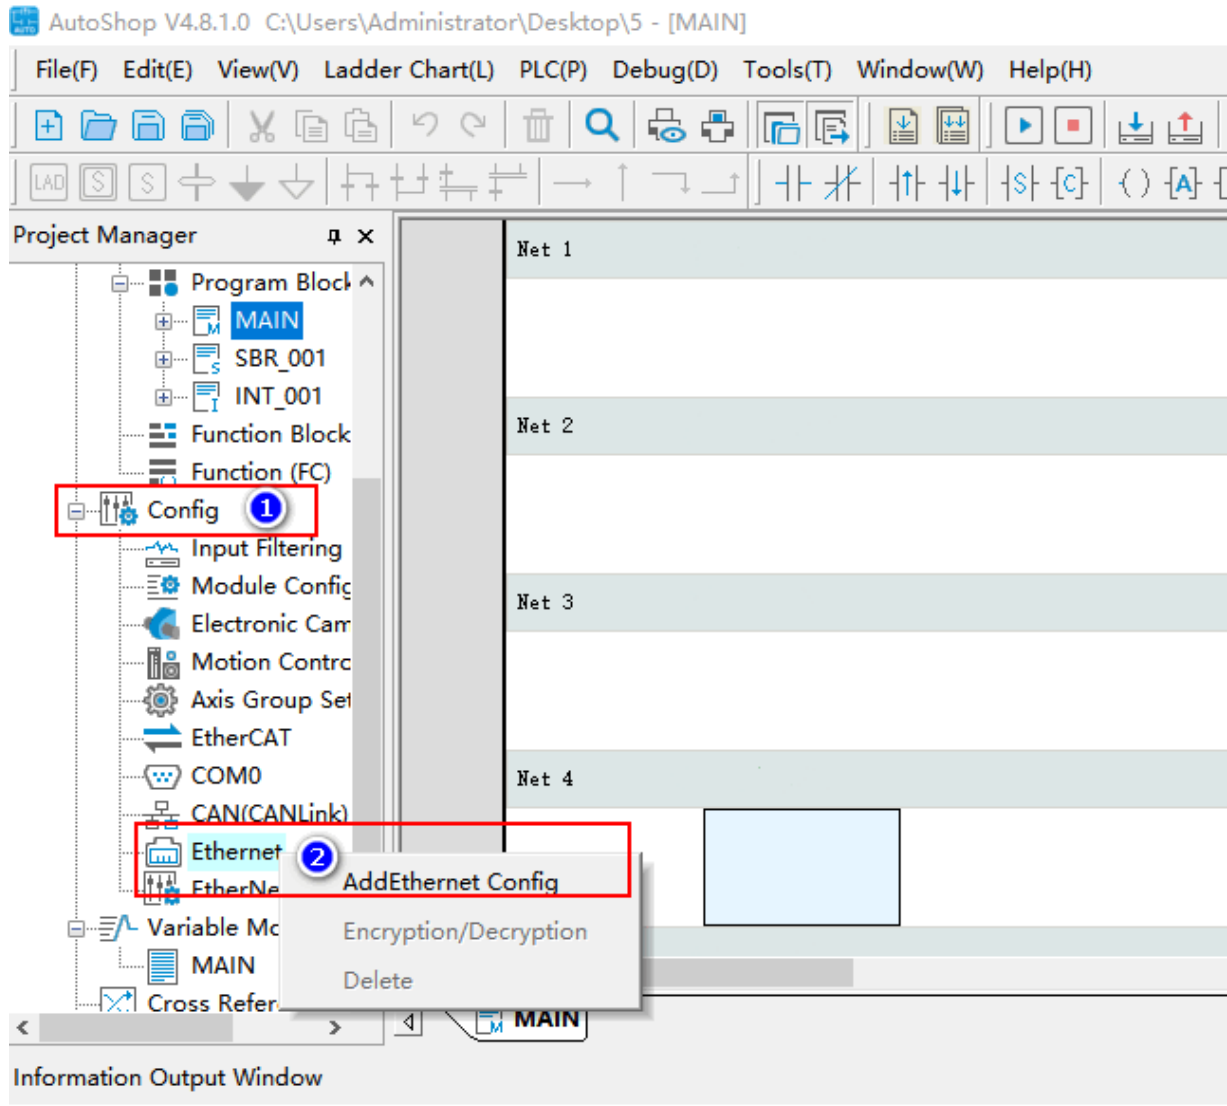 AutoShop V4.8.1.0 C:\Users\Administrator\Desktop\5 - [MAIN]
File(F) Edit(E) View(V) Ladder Chart(L) PLC(P) Debug(D) Tools(T) Window(W) Help(H)
LAD S S S C A
Project Manager
Program Block
MAIN
SBR_001
INT_001
Function Block
Function (FC)
Config 1
Input Filtering
Module Config
Electronic Cam
Motion Contro
Axis Group Set
EtherCAT
COM0
CAN(CANLink)
Ethernet 2
EtherNe
AddEthernet Config
Encryption/Decryption
Delete
Variable Mo
MAIN
Cross Refer
Net 1
Net 2
Net 3
Net 4
MAIN
Information Output Window